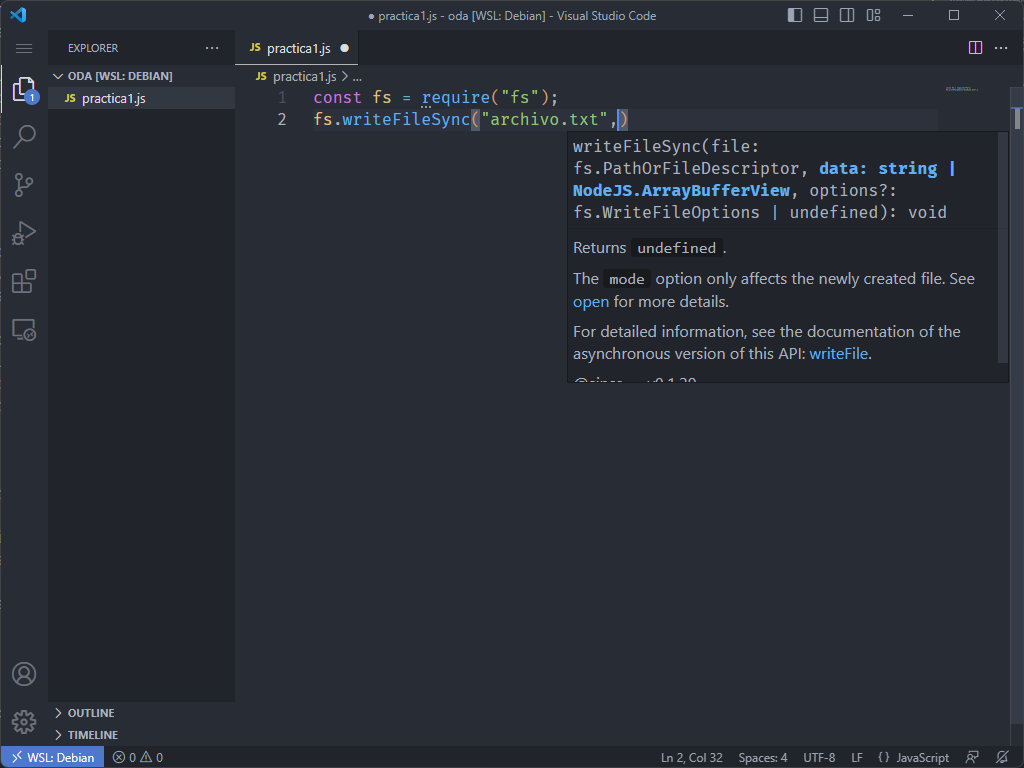 ● practica1.js - oda [WSL: Debian] - Visual Studio Code
EXPLORER
JS practica1.js ●
ODA [WSL: DEBIAN]
JS practica1.js > ...
JS practica1.js
1 const fs = require("fs");
2 fs.writeFileSync("archivo.txt",)
writeFileSync(file:
fs.PathOrFileDescriptor, data: string |
NodeJS.ArrayBufferView, options?:
fs.WriteFileOptions | undefined): void
Returns undefined.
The mode option only affects the newly created file. See
open for more details.
For detailed information, see the documentation of the
asynchronous version of this API: writeFile.
@since — v0.1.29
1
OUTLINE
TIMELINE
WSL: Debian 0 0 Ln 2, Col 32 Spaces: 4 UTF-8 LF {} JavaScript